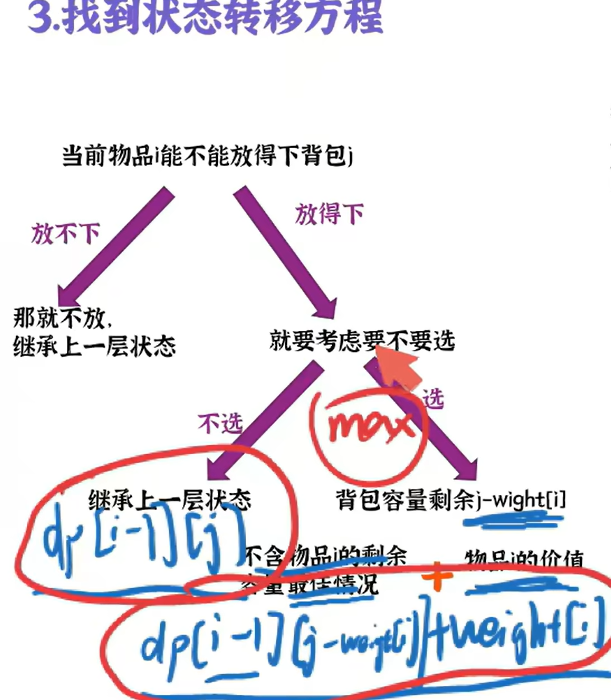 3.找到状态转移方程
当前物品i能不能放得下背包j
放不下
放得下
那就不放,
继承上一层状态
就要考虑要不要选
不选
max
选
继承上一层状态
dp[i-1][j]
背包容量剩余j-wight[i]
不含物品i的剩余
容量最佳情况
+
物品i的价值
dp[i-1][j-weight[i]]+weight[i]